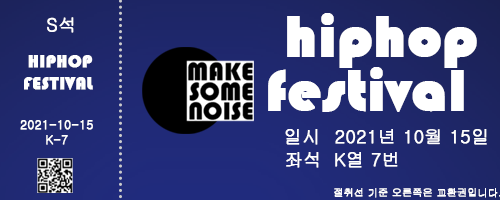 S석
HIPHOP
FESTIVAL
2021-10-15
K-7
MAKE
SOME
NOISE
hiphop
festival
일시 2021년 10월 15일
좌석 K열 7번
절취선 기준 오른쪽은 교환권입니다.